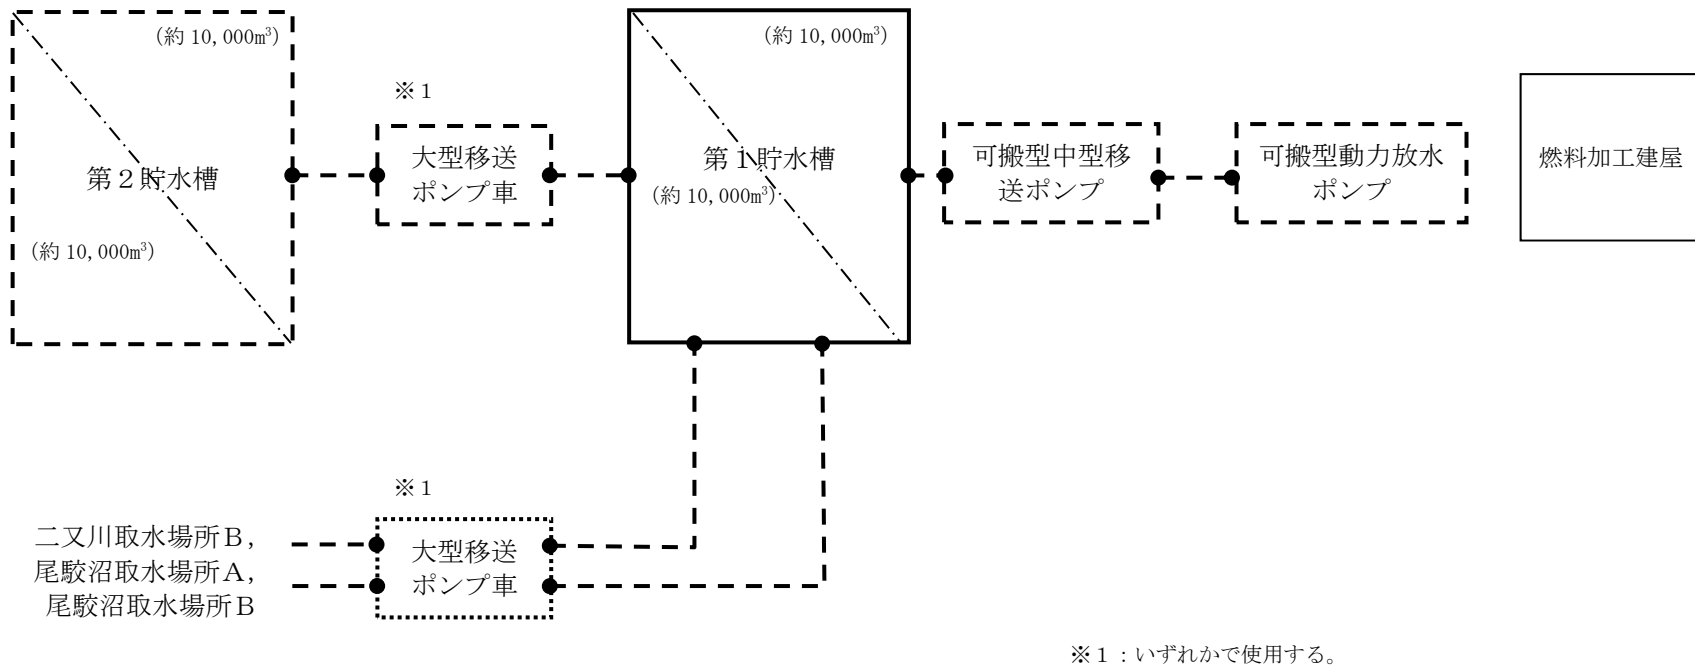 (約 10,000m³)
第２貯水槽
(約 10,000m³)
※１
大型移送
ポンプ車
(約 10,000m³)
第１貯水槽
(約 10,000m³)
可搬型中型移
送ポンプ
可搬型動力放水
ポンプ
燃料加工建屋
※１
大型移送
ポンプ車
二又川取水場所Ｂ，
尾駮沼取水場所Ａ，
尾駮沼取水場所Ｂ
※１：いずれかで使用する。